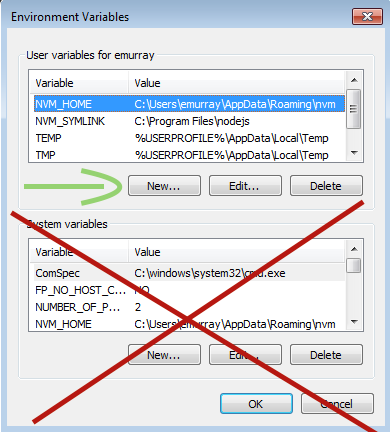 Environment Variables
User variables for emurray
Variable Value
NVM_HOME C:\Users\emurray\AppData\Roaming\nvm
NVM_SYMLINK C:\Program Files\nodejs
TEMP %USERPROFILE%\AppData\Local\Temp
TMP %USERPROFILE%\AppData\Local\Temp
New... Edit... Delete
System variables
Variable Value
ComSpec C:\windows\system32\cmd.exe
FP_NO_HOST_C... NO
NUMBER_OF_P... 2
NVM_HOME C:\Users\emurray\AppData\Roaming\nvm
New... Edit... Delete
OK Cancel